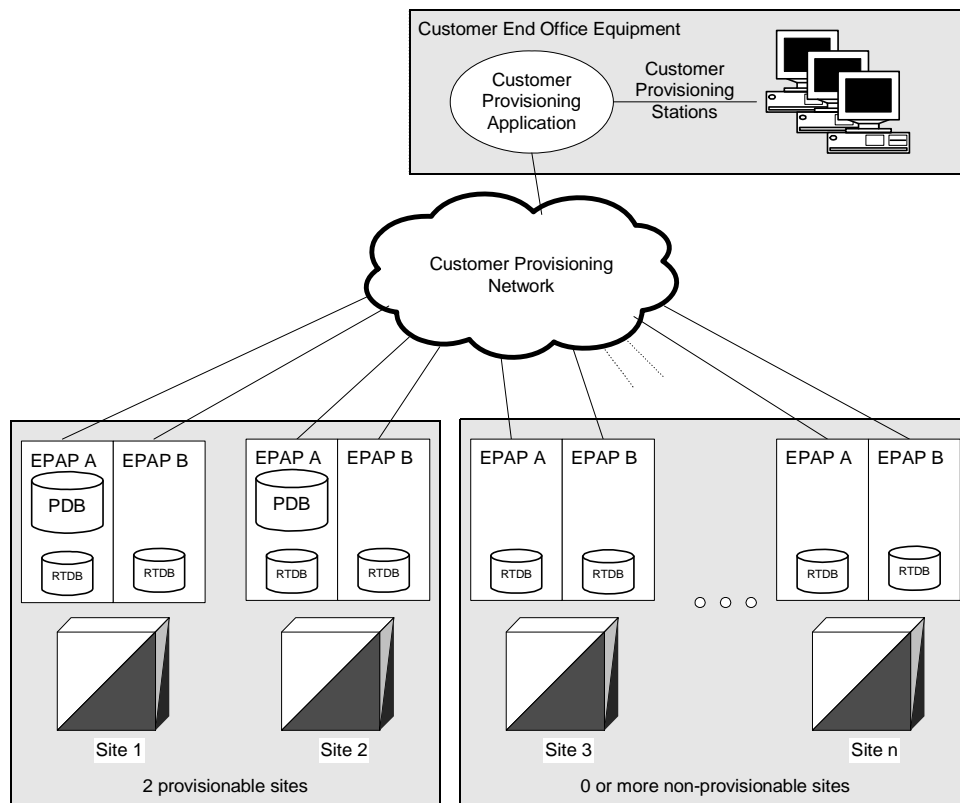 Customer End Office Equipment
Customer
Provisioning
Application
Customer
Provisioning
Stations
Customer Provisioning
Network
EPAP A
EPAP B
PDB
RTDB
RTDB
EPAP A
EPAP B
PDB
RTDB
RTDB
EPAP A
EPAP B
RTDB
RTDB
EPAP A
EPAP B
RTDB
RTDB
Site 1
Site 2
Site 3
Site n
2 provisionable sites
0 or more non-provisionable sites